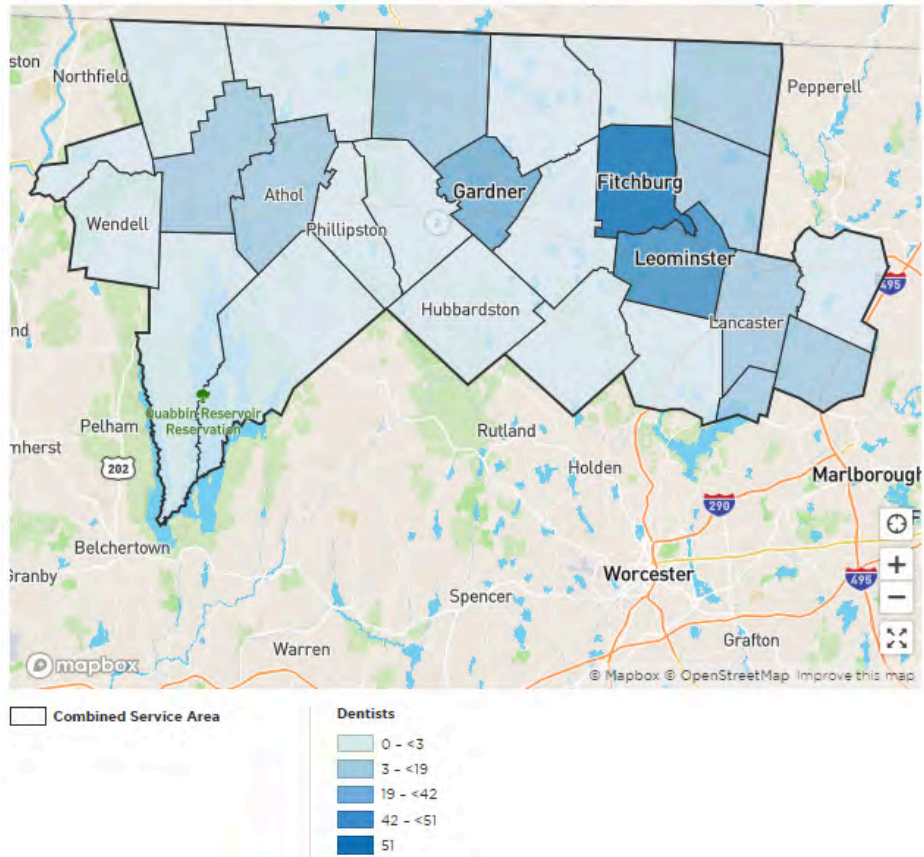 ston
Northfield
Pepperell
Athol
Gardner
Fitchburg
Wendell
Phillipston
2
Leominster
495
Hubbardston
Lancaster
nd
Quabbin Reservoir
Reservation
Pelham
Rutland
mherst
202
Holden
Marlborough
290
F
Belchertown
Granby
Worcester
+
495
Spencer
−
Grafton
Warren
mapbox
© Mapbox © OpenStreetMap Improve this map
Combined Service Area
Dentists
0 - <3
3 - <19
19 - <42
42 - <51
51